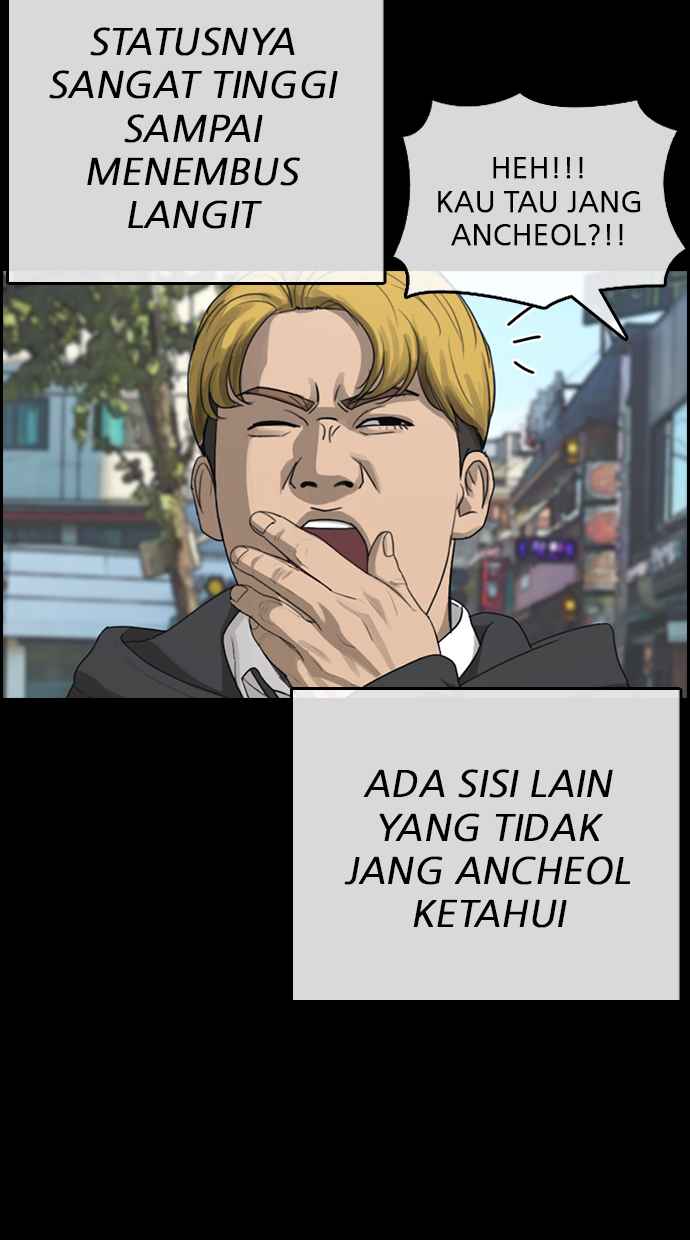 STATUSNYA
SANGAT TINGGI
SAMPAI
MENEMBUS
LANGIT
HEH!!!
KAU TAU JANG
ANCHEOL?!!
ADA SISI LAIN
YANG TIDAK
JANG ANCHEOL
KETAHUI